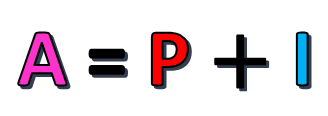 A = P + I